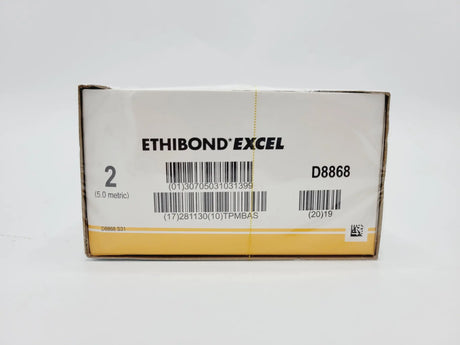 ETHIBOND* EXCEL
2
(5.0 metric)
D8868
(01)30705031031399
(17)281130(10)TPMBAS
(20)19
D8868 S31